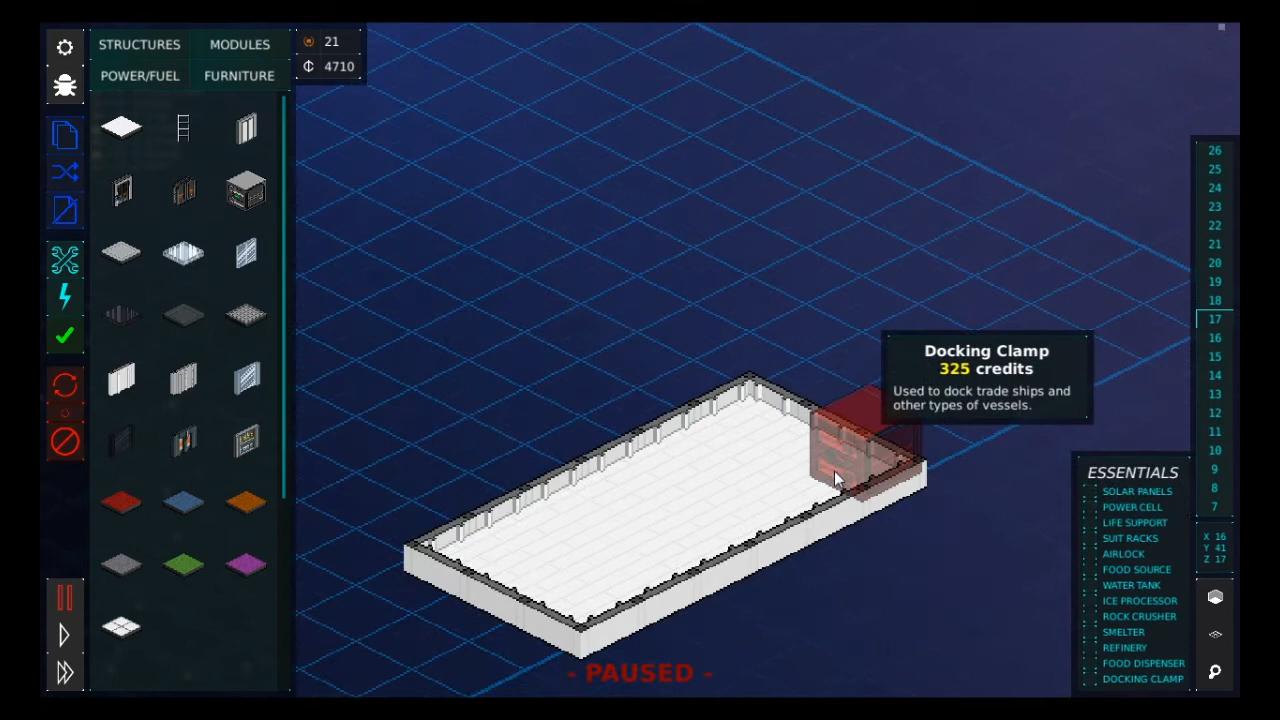 STRUCTURES MODULES
POWER/FUEL FURNITURE
21
4710
26
25
24
23
22
21
20
19
18
17
16
15
14
13
12
11
10
9
8
7
Docking Clamp
325 credits
Used to dock trade ships and
other types of vessels.
ESSENTIALS
SOLAR PANELS
POWER CELL
LIFE SUPPORT
SUIT RACKS
AIRLOCK
FOOD SOURCE
WATER TANK
ICE PROCESSOR
ROCK CRUSHER
SMELTER
REFINERY
FOOD DISPENSER
DOCKING CLAMP
X 16
Y 41
Z 17
- PAUSED -